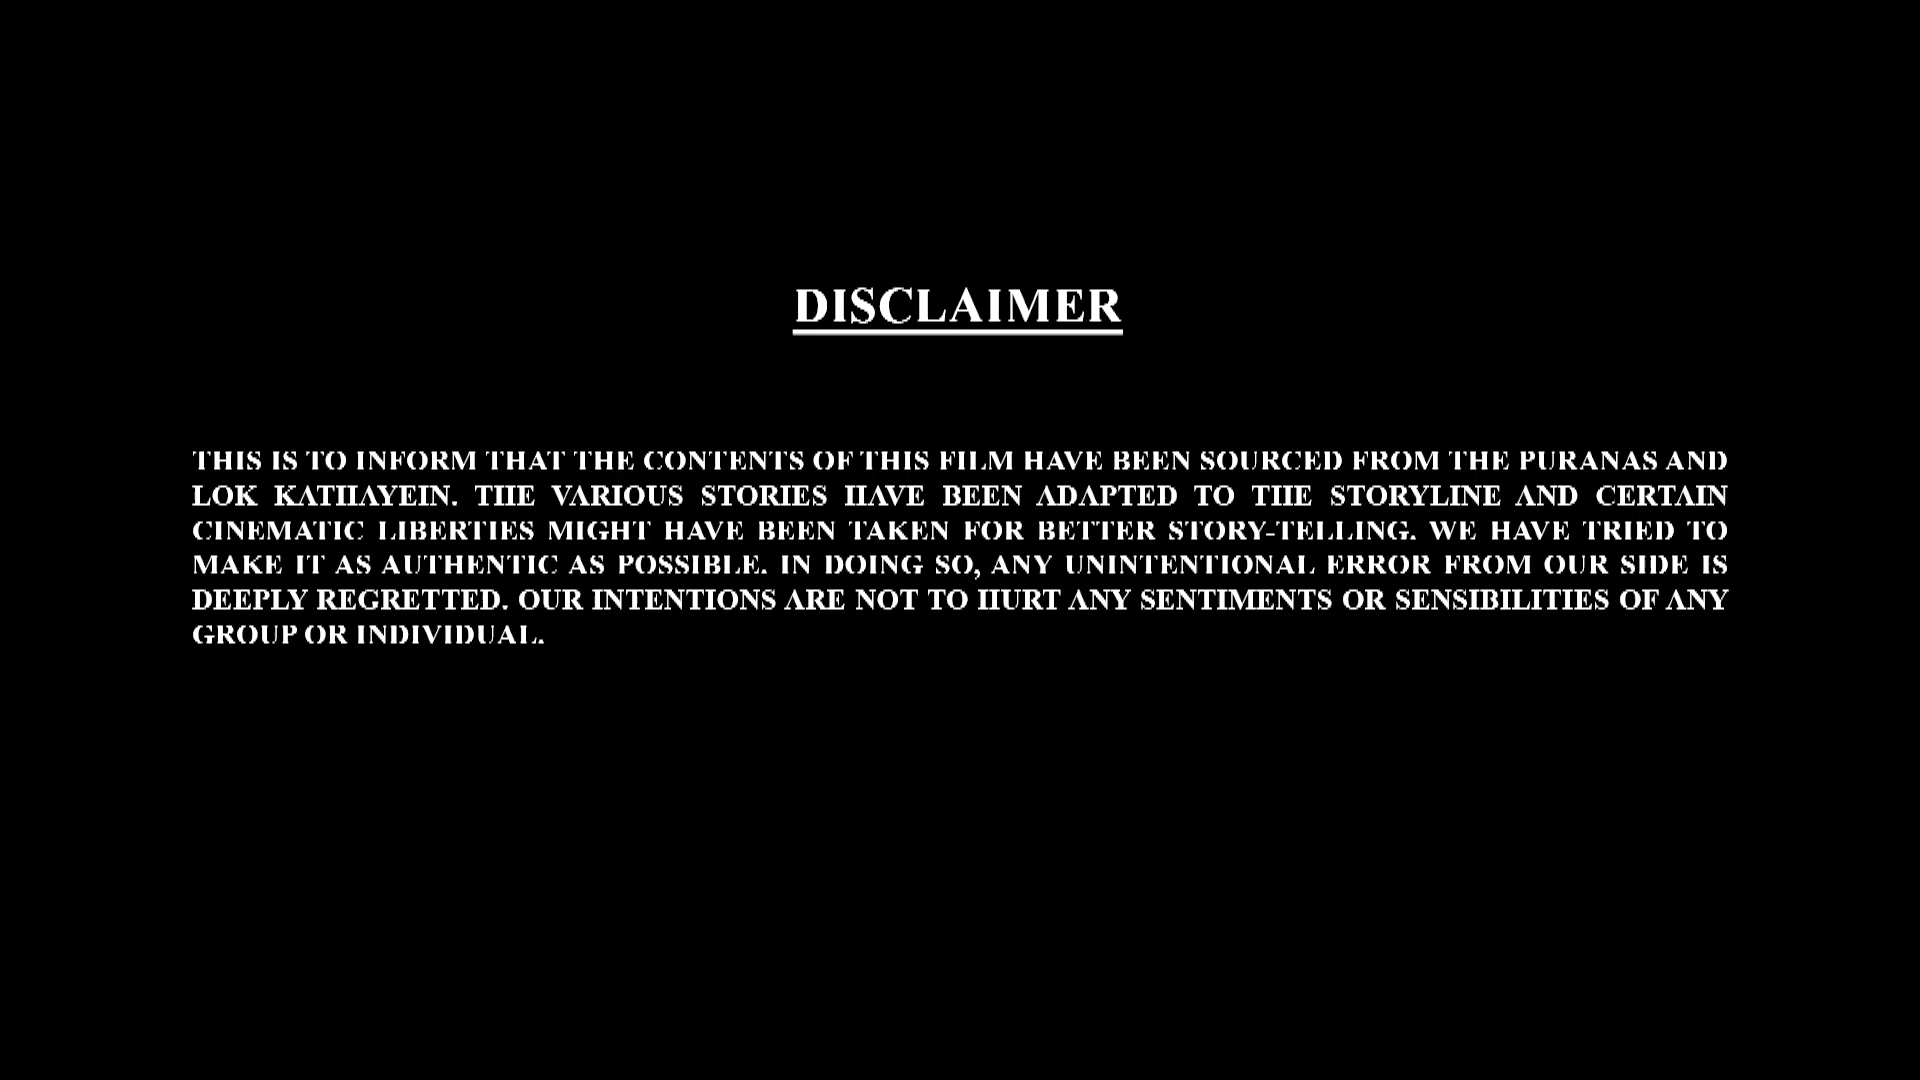 DISCLAIMER
THIS IS TO INFORM THAT THE CONTENTS OF THIS FILM HAVE BEEN SOURCED FROM THE PURANAS AND
LOK KATHAYEIN. THE VARIOUS STORIES HAVE BEEN ADAPTED TO THE STORYLINE AND CERTAIN
CINEMATIC LIBERTIES MIGHT HAVE BEEN TAKEN FOR BETTER STORY-TELLING. WE HAVE TRIED TO
MAKE IT AS AUTHENTIC AS POSSIBLE. IN DOING SO, ANY UNINTENTIONAL ERROR FROM OUR SIDE IS
DEEPLY REGRETTED. OUR INTENTIONS ARE NOT TO HURT ANY SENTIMENTS OR SENSIBILITIES OF ANY
GROUP OR INDIVIDUAL.